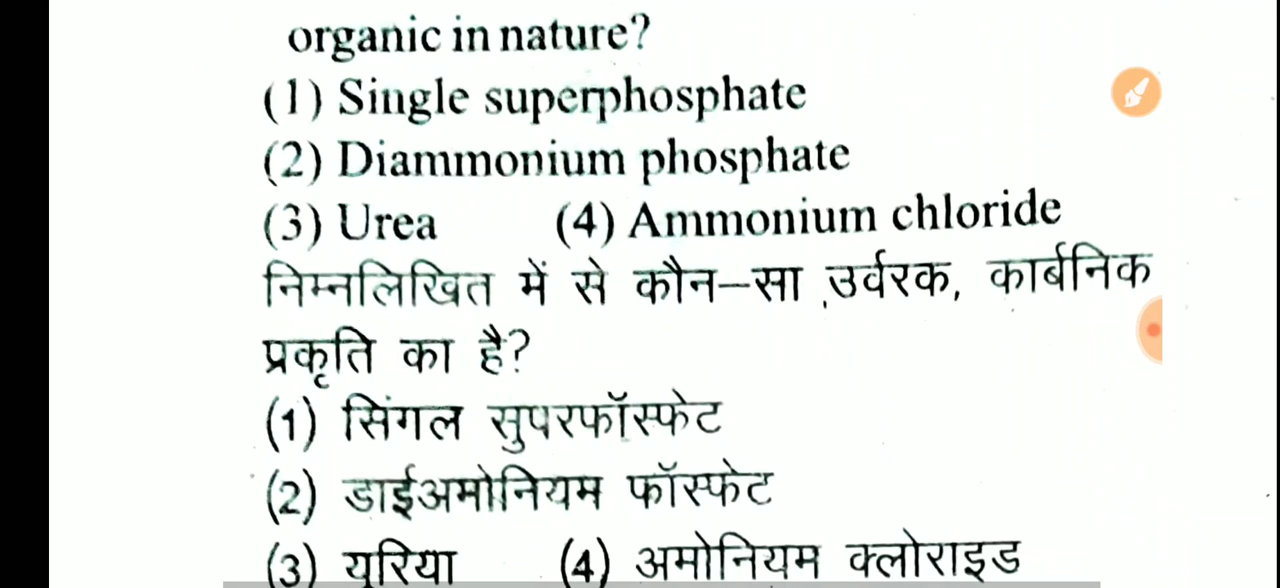 organic in nature?
(1) Single superphosphate
(2) Diammonium phosphate
(3) Urea (4) Ammonium chloride
निम्नलिखित में से कौन–सा उर्वरक, कार्बनिक
प्रकृति का है?
(1) सिंगल सुपरफॉस्फेट
(2) डाईअमोनियम फॉस्फेट
(3) यूरिया (4) अमोनियम क्लोराइड